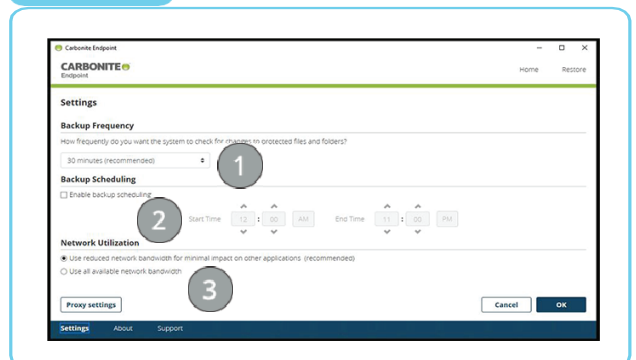 Carbonite Endpoint
CARBONITE
Endpoint
Home Restore
Settings
Backup Frequency
How frequently do you want the system to check for changes to protected files and folders?
30 minutes (recommended)
1
Backup Scheduling
Enable backup scheduling
2
Start Time 12 : 00 AM End Time 11 : 00 PM
Network Utilization
Use reduced network bandwidth for minimal impact on other applications (recommended)
Use all available network bandwidth
3
Proxy settings Cancel OK
Settings About Support